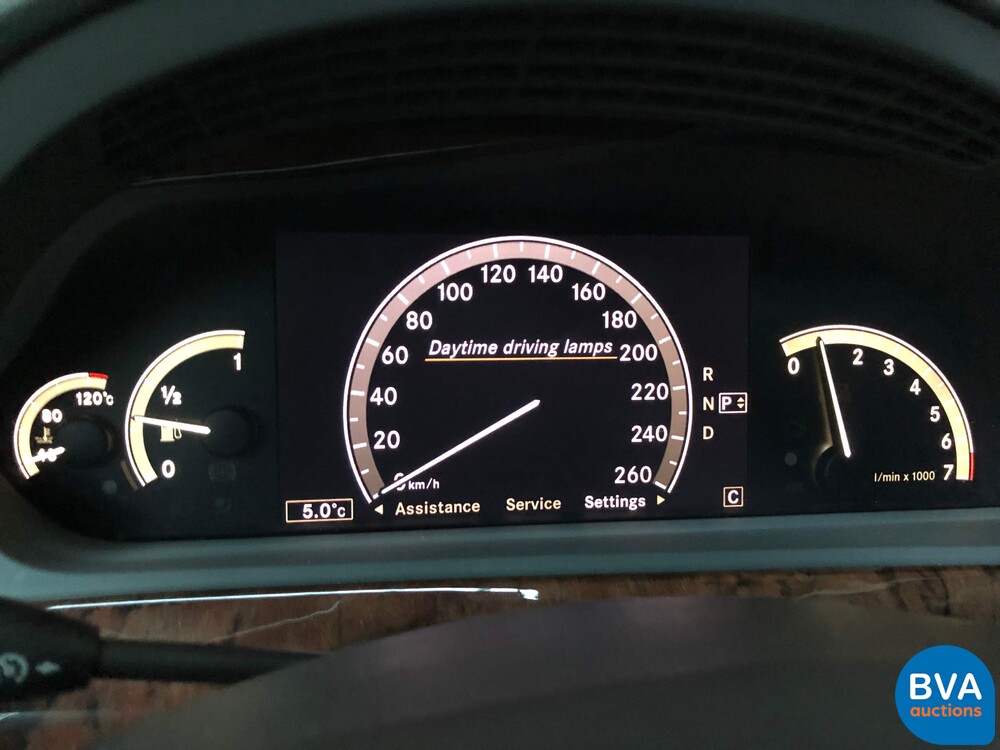 120°C
80
40
1
1/2
0
0
20
40
60
80
100
120
140
160
180
200
220
240
260
km/h
Daytime driving lamps
R
N P
D
C
5.0°C
Assistance Service Settings
0
2
3
4
5
6
7
l/min x 1000
BVA
auctions